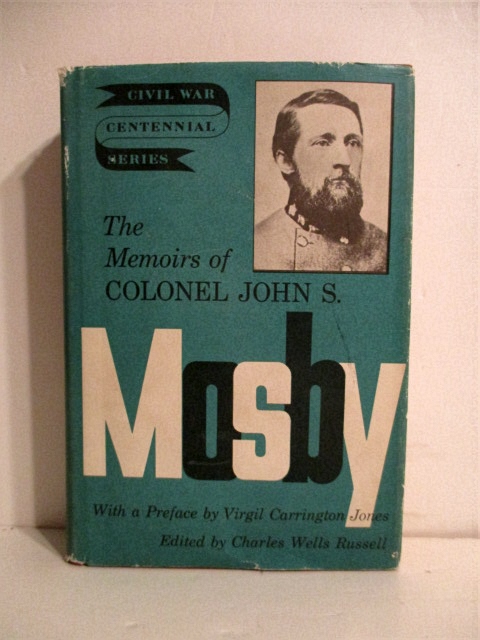 CIVIL WAR
CENTENNIAL
SERIES
The
Memoirs of
COLONEL JOHN S.
Mosby
With a Preface by Virgil Carrington Jones
Edited by Charles Wells Russell